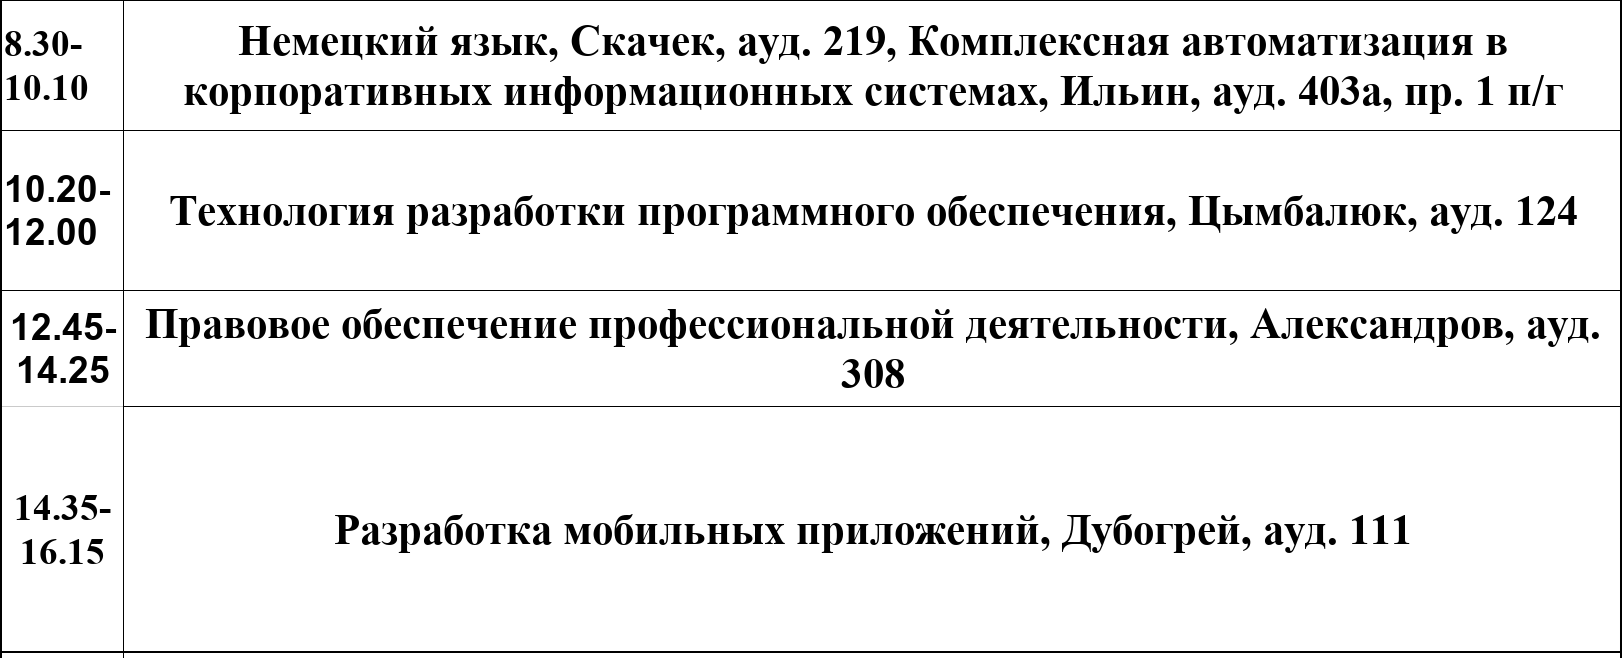 8.30-
10.10
Немецкий язык, Скачек, ауд. 219, Комплексная автоматизация в
корпоративных информационных системах, Ильин, ауд. 403а, пр. 1 п/г
10.20-
12.00
Технология разработки программного обеспечения, Цымбалюк, ауд. 124
12.45-
14.25
Правовое обеспечение профессиональной деятельности, Александров, ауд.
308
14.35-
16.15
Разработка мобильных приложений, Дубогрей, ауд. 111